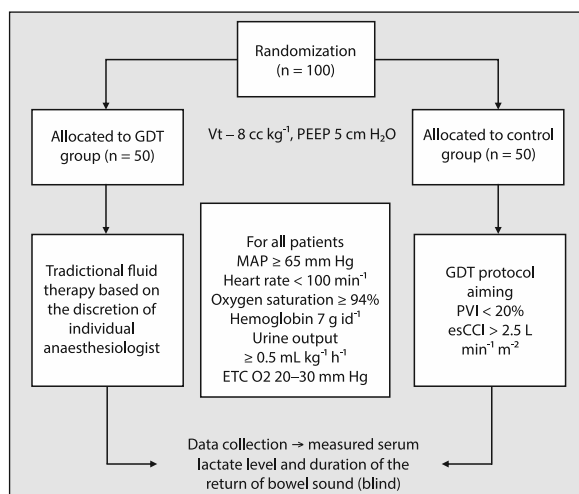 Randomization
(n = 100)
Allocated to GDT
group (n = 50)
Vt – 8 cc kg⁻¹, PEEP 5 cm H₂O
Allocated to control
group (n = 50)
Tradictional fluid
therapy based on
the discretion of
individual
anaesthesiologist
For all patients
MAP ≥ 65 mm Hg
Heart rate < 100 min⁻¹
Oxygen saturation ≥ 94%
Hemoglobin 7 g id⁻¹
Urine output
≥ 0.5 mL kg⁻¹ h⁻¹
ETC O2 20–30 mm Hg
GDT protocol
aiming
PVI < 20%
esCCI > 2.5 L
min⁻¹ m⁻²
Data collection → measured serum
lactate level and duration of the
return of bowel sound (blind)